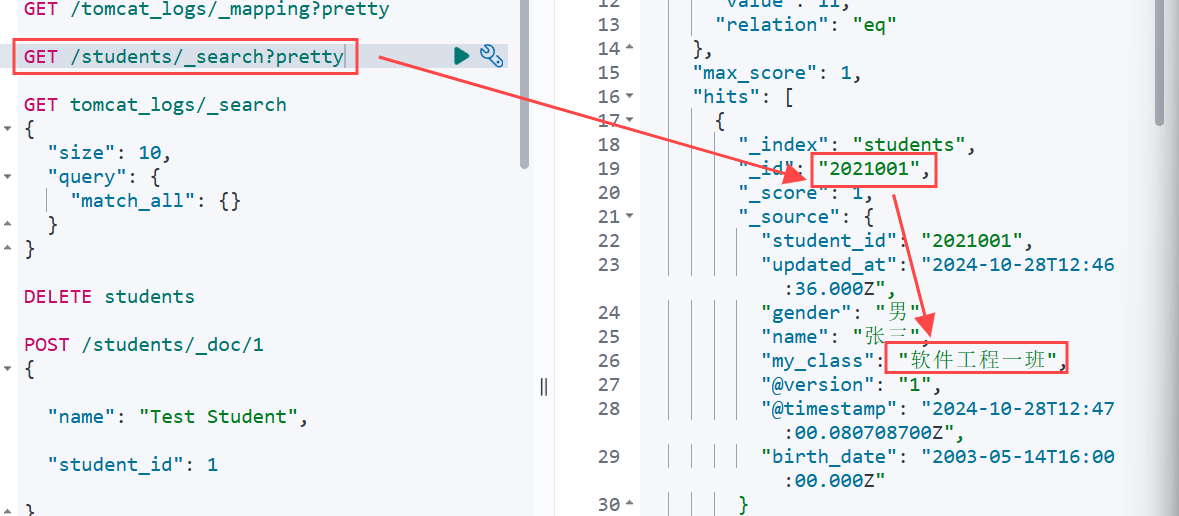 GET /tomcat_logs/_mapping?pretty
GET /students/_search?pretty
GET tomcat_logs/_search
{
"size": 10,
"query": {
"match_all": {}
}
}
DELETE students
POST /students/_doc/1
{
"name": "Test Student",
"student_id": 1
}
12 "value": 11,
13 "relation": "eq"
14 },
15 "max_score": 1,
16 "hits": [
17 {
18 "_index": "students",
19 "_id": "2021001",
20 "_score": 1,
21 "_source": {
22 "student_id": "2021001",
23 "updated_at": "2024-10-28T12:46
:36.000Z",
24 "gender": "男"
25 "name": "张三",
26 "my_class": "软件工程一班",
27 "@version": "1",
28 "@timestamp": "2024-10-28T12:47
:00.080708700Z",
29 "birth_date": "2003-05-14T16:00
:00.000Z"
30 }